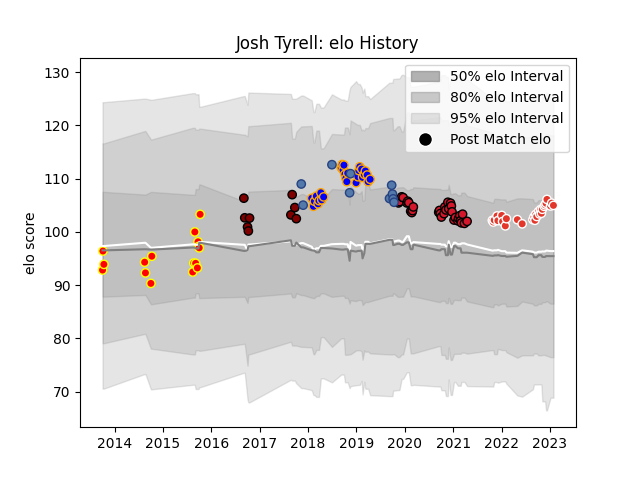 Josh Tyrell: elo History
130
120
110
100
90
80
70
elo score
50% elo Interval
80% elo Interval
95% elo Interval
Post Match elo
2014 2015 2016 2017 2018 2019 2020 2021 2022 2023